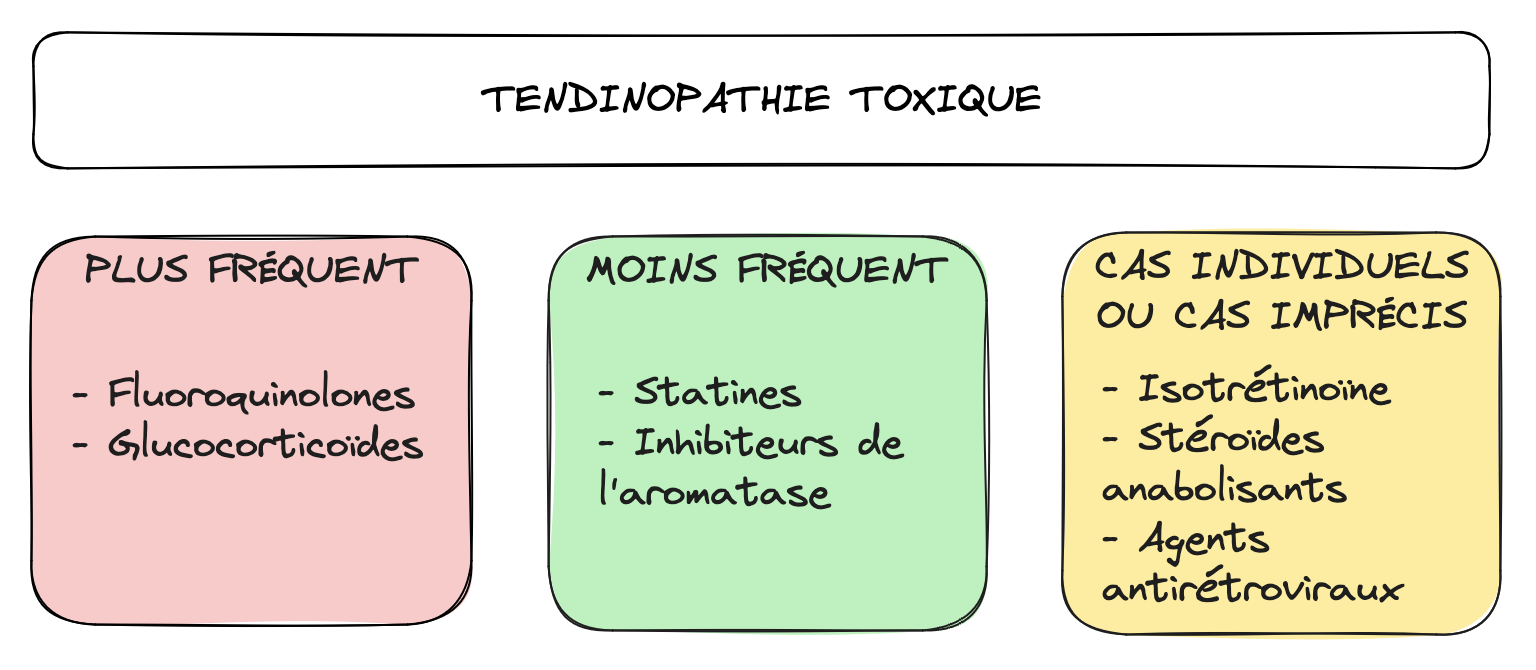 TENDINOPATHIE TOXIQUE
PLUS FRÉQUENT
- Fluoroquinolones
- Glucocorticoïdes
MOINS FRÉQUENT
- Statines
- Inhibiteurs de
l'aromatase
CAS INDIVIDUELS
OU CAS IMPRÉCIS
- Isotrétinoïne
- Stéroïdes
anabolisants
- Agents
antirétroviraux